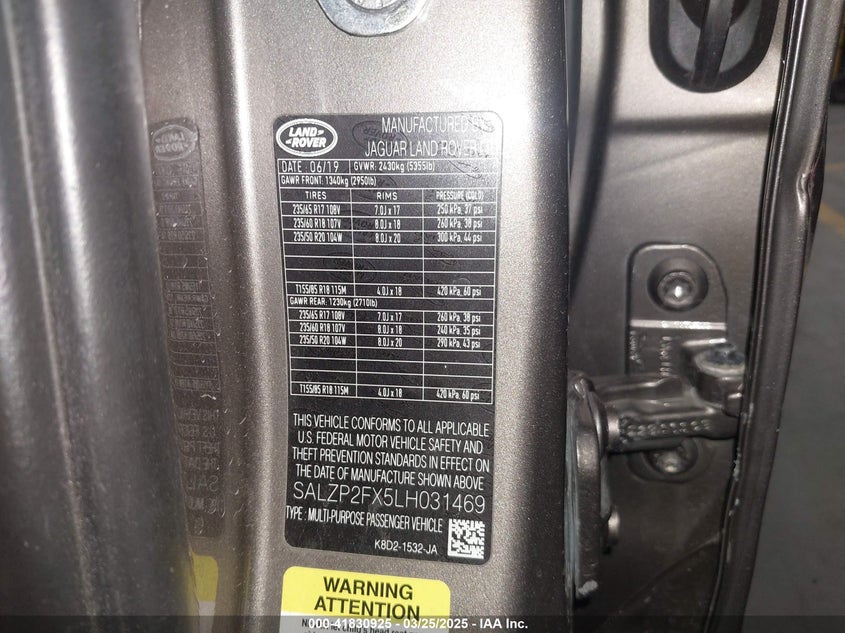 LAND ROVER
MANUFACTURED BY
JAGUAR LAND ROVER
DATE: 06/19 GVWR: 2430kg (5355lb)
GAWR FRONT: 1340kg (2950lb)
TIRES RIMS PRESSURE (COLD)
235/65 R17 108V 7.0J x 17 250 kPa, 37 psi
235/60 R18 107V 8.0J x 18 260 kPa, 38 psi
235/50 R20 104W 8.0J x 20 300 kPa, 44 psi
T155/85 R18 115M 4.0J x 18 420 kPa, 60 psi
GAWR REAR: 1230kg (2710lb)
235/65 R17 108V 7.0J x 17 260 kPa, 38 psi
235/60 R18 107V 8.0J x 18 240 kPa, 35 psi
235/50 R20 104W 8.0J x 20 290 kPa, 43 psi
T155/85 R18 115M 4.0J x 18 420 kPa, 60 psi
THIS VEHICLE CONFORMS TO ALL APPLICABLE
U.S. FEDERAL MOTOR VEHICLE SAFETY AND
THEFT PREVENTION STANDARDS IN EFFECT ON
THE DATE OF MANUFACTURE SHOWN ABOVE
SALZP2FX5LH031469
TYPE : MULTI-PURPOSE PASSENGER VEHICLE
K8D2-1532-JA
WARNING
ATTENTION
000-41830925 - 03/25/2025 - IAA Inc.